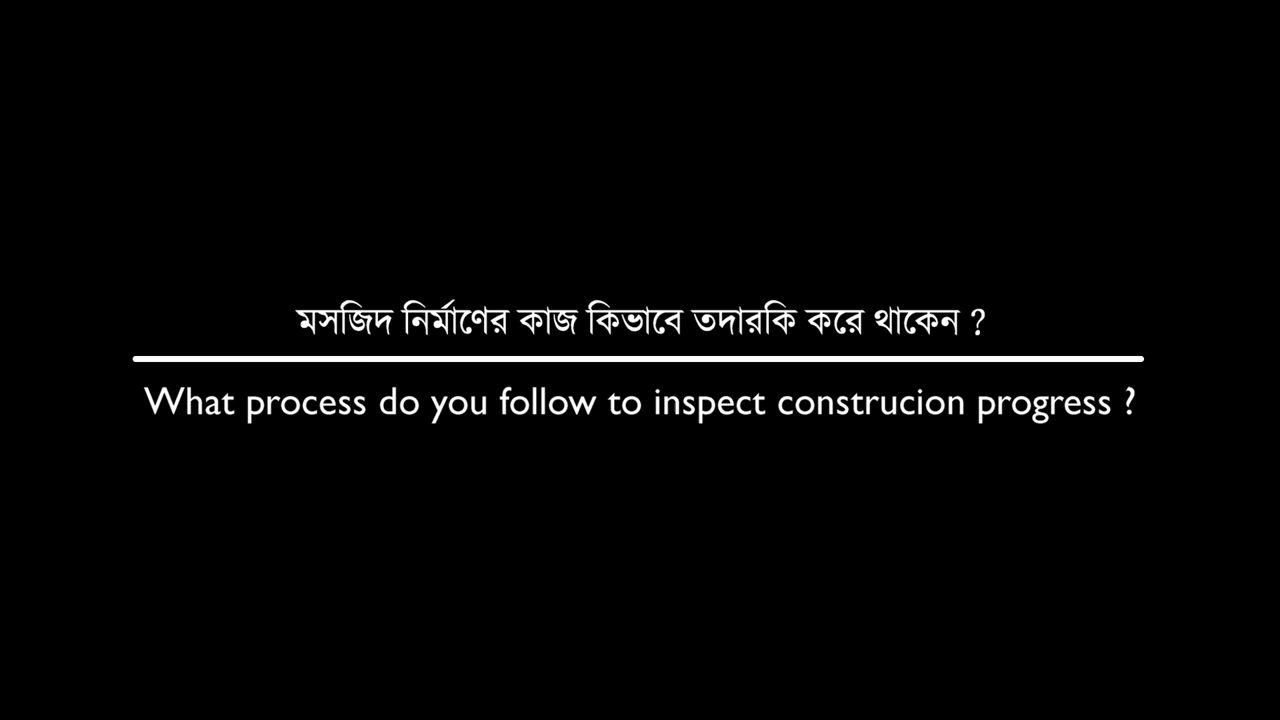 মসজিদ নির্মাণের কাজ কিভাবে তদারকি করে থাকেন ?
What process do you follow to inspect construcion progress ?